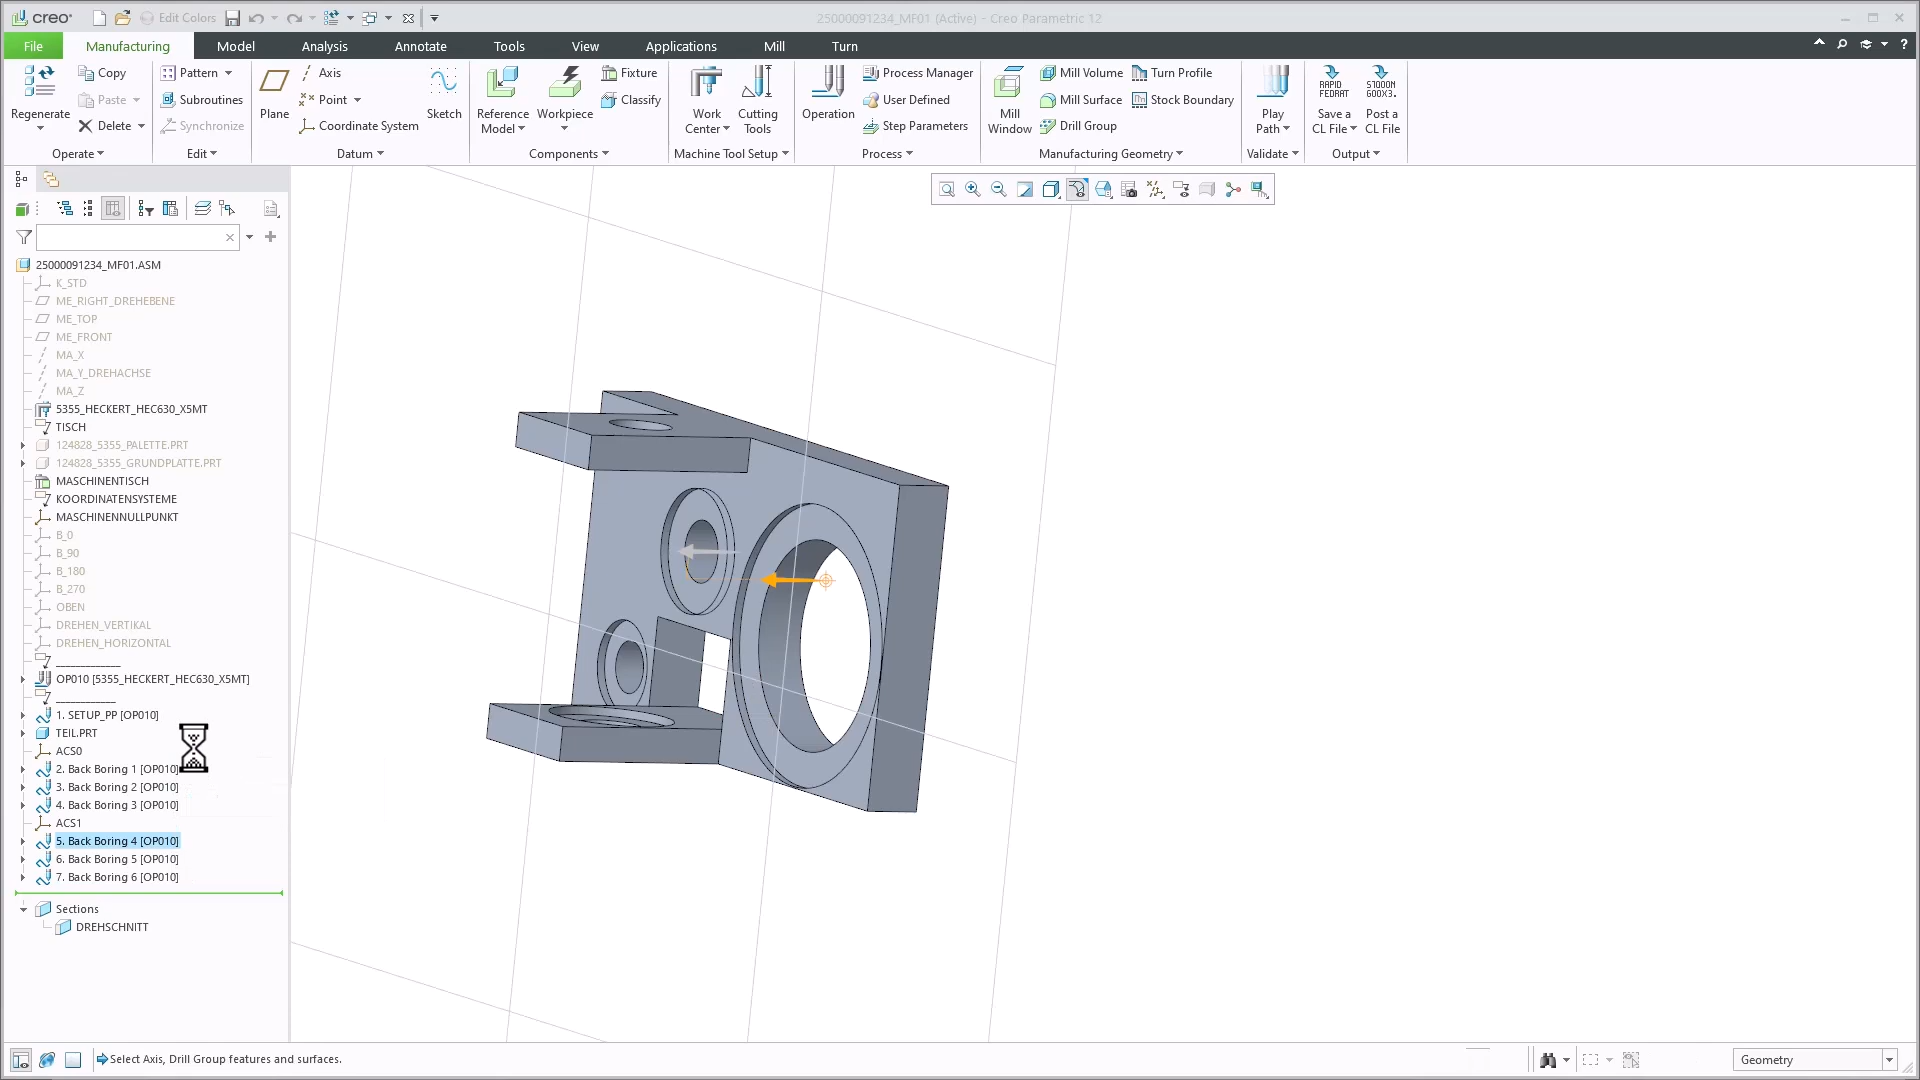 creo°
Edit Colors
25000091234_MF01 (Active) - Creo Parametric 12
File Manufacturing Model Analysis Annotate Tools View Applications Mill Turn
Regenerate
Copy
Paste
Delete
Operate
Pattern
Subroutines
Synchronize
Edit
Plane
Axis
Point
Coordinate System
Sketch
Datum
Reference Model
Workpiece
Fixture
Classify
Components
Work Center
Cutting Tools
Machine Tool Setup
Operation
Process Manager
User Defined
Step Parameters
Process
Mill Window
Mill Volume
Mill Surface
Drill Group
Turn Profile
Stock Boundary
Manufacturing Geometry
Play Path
Validate
RAPID
FEDRAT
Save a CL File
S1000M
G00X3.
Post a CL File
Output
25000091234_MF01.ASM
K_STD
ME_RIGHT_DREHEBENE
ME_TOP
ME_FRONT
MA_X
MA_Y_DREHACHSE
MA_Z
5355_HECKERT_HEC630_X5MT
TISCH
124828_5355_PALETTE.PRT
124828_5355_GRUNDPLATTE.PRT
MASCHINENTISCH
KOORDINATENSYSTEME
MASCHINENNULLPUNKT
B_0
B_90
B_180
B_270
OBEN
DREHEN_VERTIKAL
DREHEN_HORIZONTAL
_____________
OP010 [5355_HECKERT_HEC630_X5MT]
____________
1. SETUP_PP [OP010]
TEIL.PRT
ACS0
2. Back Boring 1 [OP010]
3. Back Boring 2 [OP010]
4. Back Boring 3 [OP010]
ACS1
5. Back Boring 4 [OP010]
6. Back Boring 5 [OP010]
7. Back Boring 6 [OP010]
Sections
DREHSCHNITT
Select Axis, Drill Group features and surfaces.
Geometry